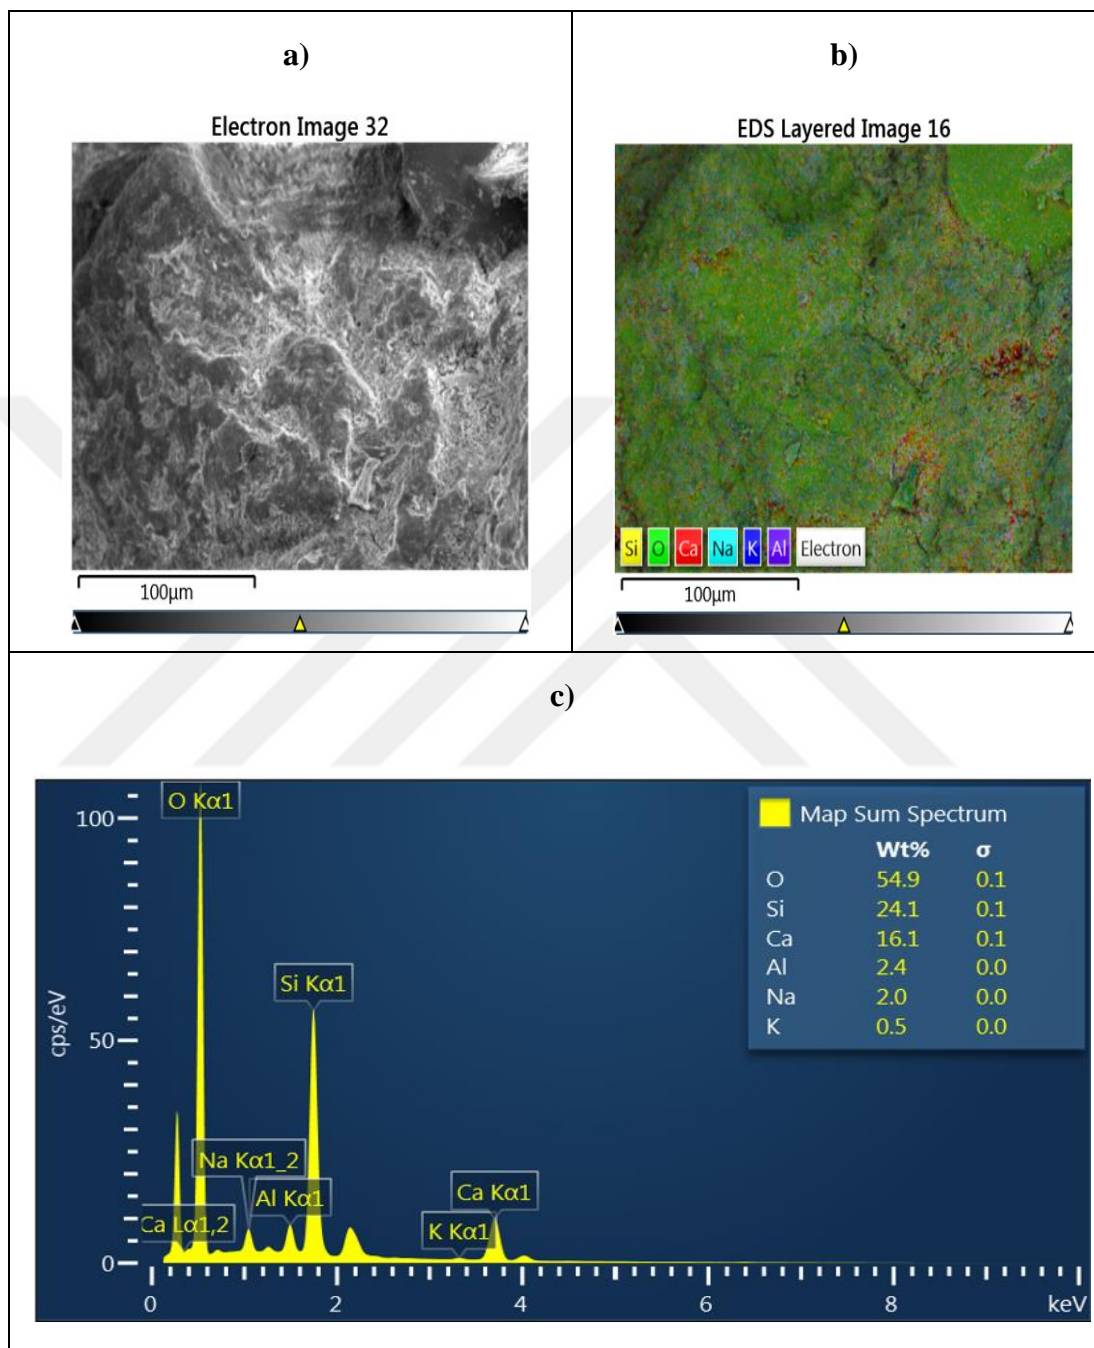 a)
b)
Electron Image 32
EDS Layered Image 16
Si O Ca Na K Al Electron
100μm
100μm
c)
O Kα1
100
Map Sum Spectrum
Wt% σ
O 54.9 0.1
Si 24.1 0.1
Ca 16.1 0.1
Al 2.4 0.0
Na 2.0 0.0
K 0.5 0.0
Si Kα1
cps/eV
50
Na Kα1_2
Al Kα1
Ca Kα1
Ca Lα1,2
K Kα1
0
0 2 4 6 8 keV